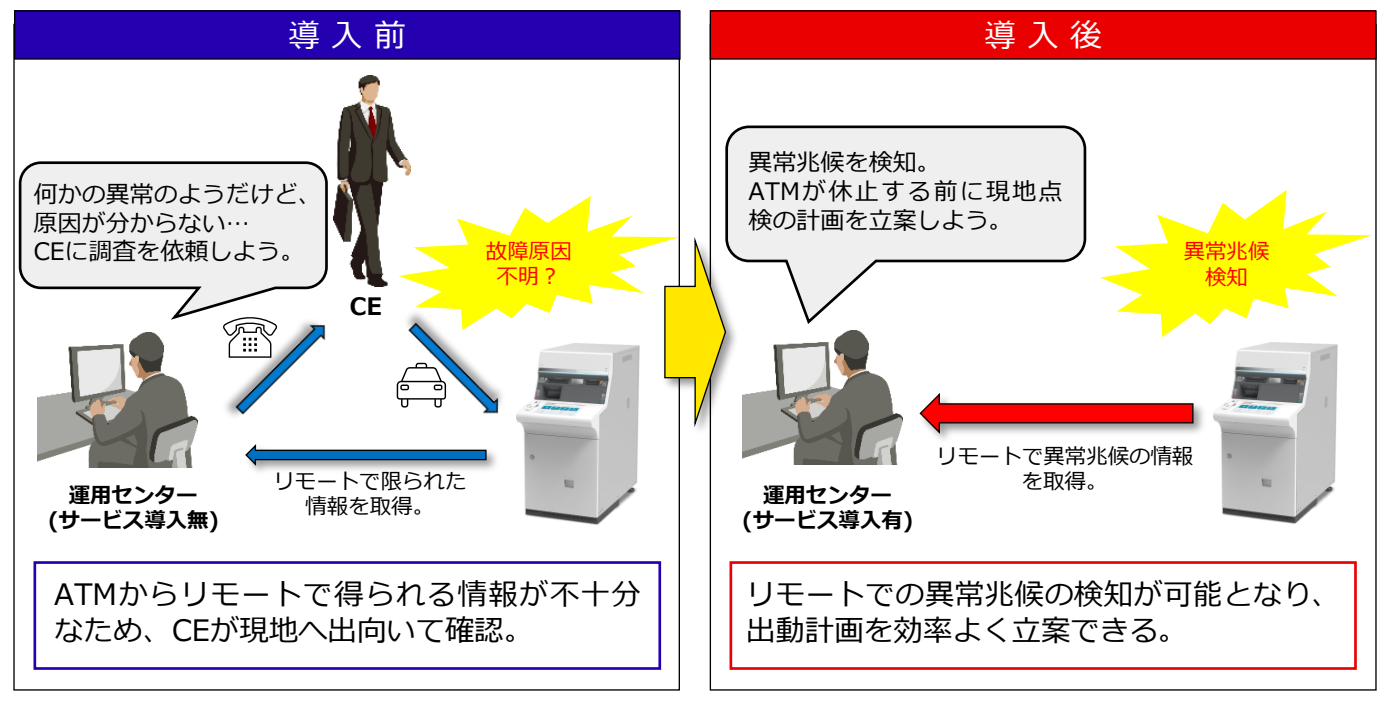 導入前
何かの異常のようだけど、
原因が分からない…
CEに調査を依頼しよう。
CE
故障原因
不明？
リモートで限られた
情報を取得。
運用センター
(サービス導入無)
ATMからリモートで得られる情報が不十分
なため、CEが現地へ出向いて確認。
導入後
異常兆候を検知。
ATMが休止する前に現地点
検の計画を立案しよう。
異常兆候
検知
リモートで異常兆候の情報
を取得。
運用センター
(サービス導入有)
リモートでの異常兆候の検知が可能となり、
出動計画を効率よく立案できる。